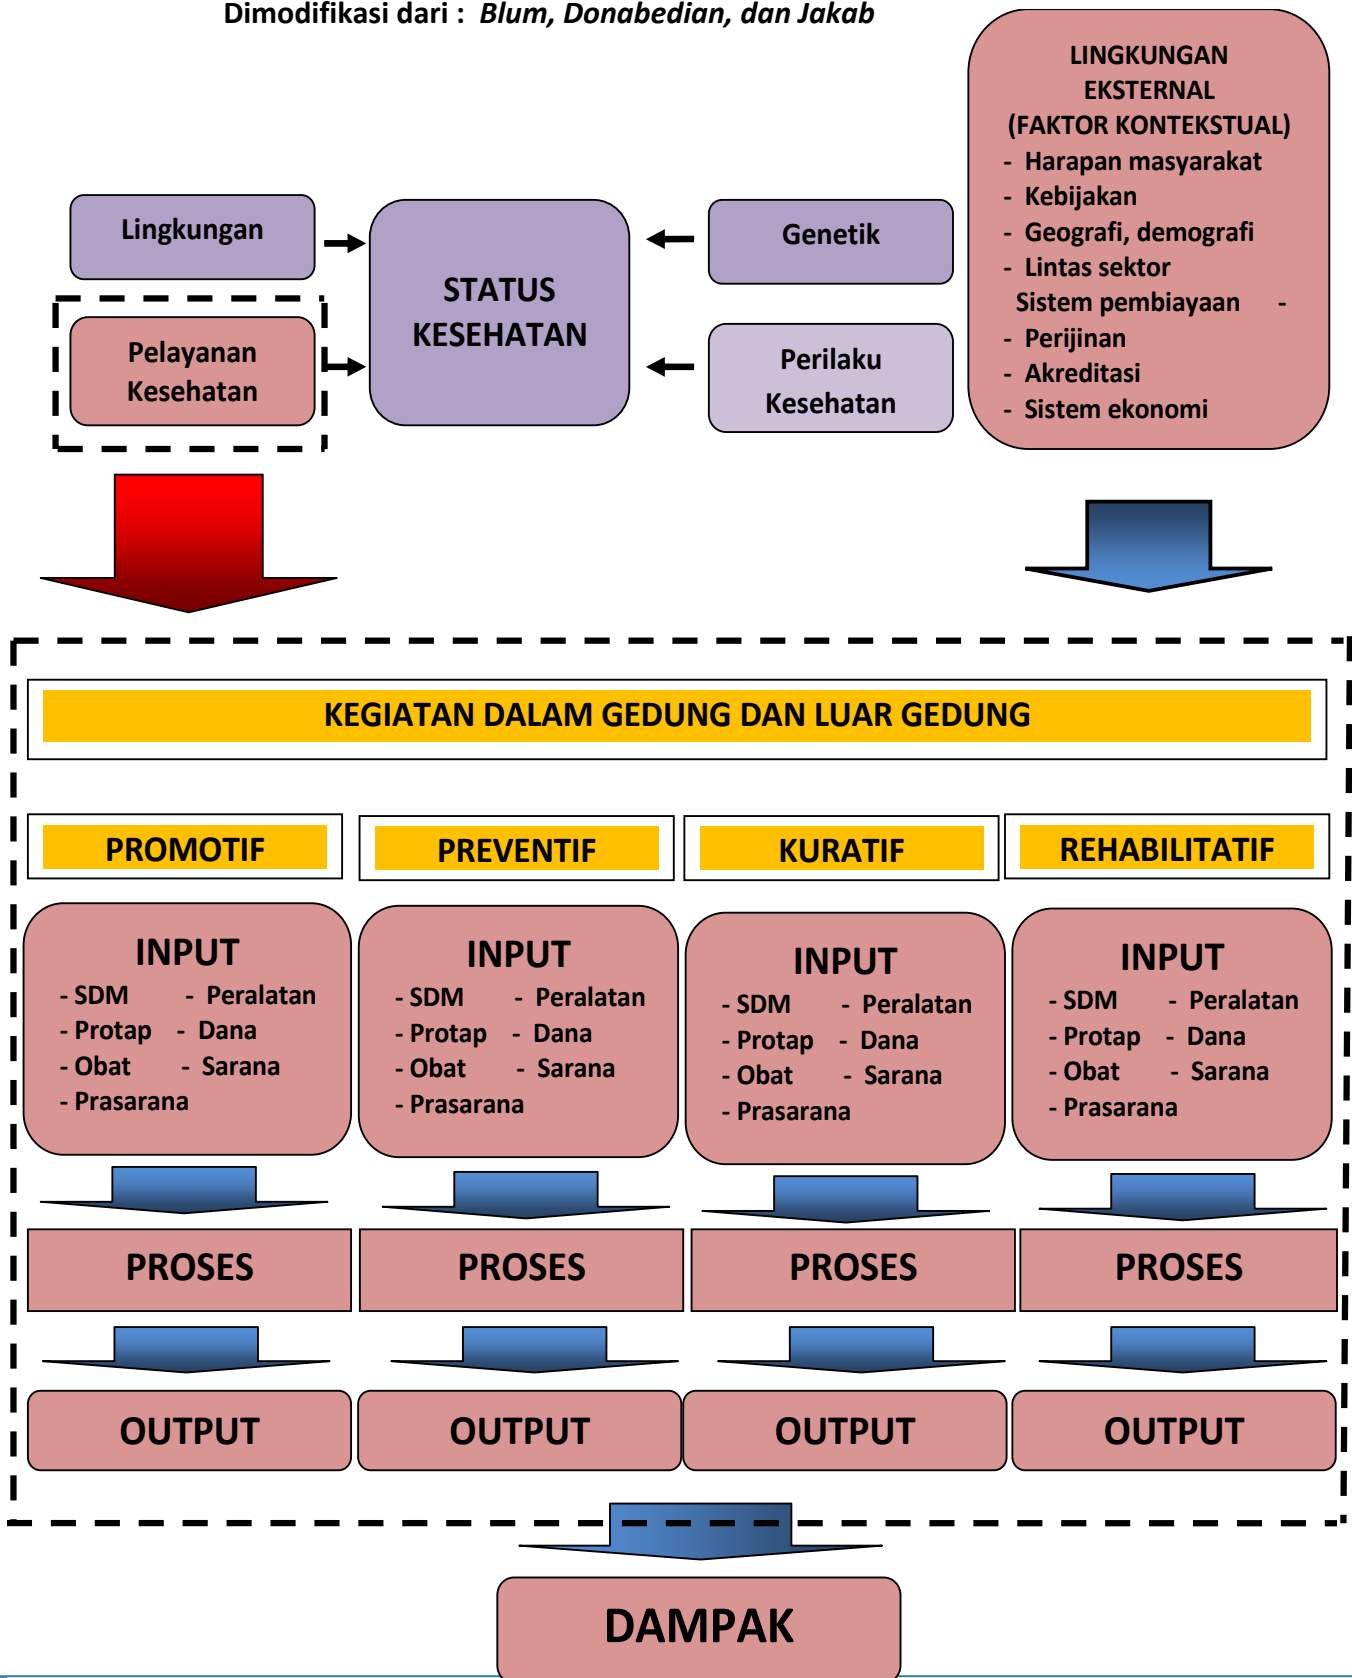 Dimodifikasi dari : Blum, Donabedian, dan Jakab
LINGKUNGAN
EKSTERNAL
(FAKTOR KONTEKSTUAL)
- Harapan masyarakat
- Kebijakan
- Geografi, demografi
- Lintas sektor
Sistem pembiayaan -
- Perijinan
- Akreditasi
- Sistem ekonomi
Lingkungan
Pelayanan
Kesehatan
STATUS
KESEHATAN
Genetik
Perilaku
Kesehatan
KEGIATAN DALAM GEDUNG DAN LUAR GEDUNG
PROMOTIF
PREVENTIF
KURATIF
REHABILITATIF
INPUT
- SDM - Peralatan
- Protap - Dana
- Obat - Sarana
- Prasarana
INPUT
- SDM - Peralatan
- Protap - Dana
- Obat - Sarana
- Prasarana
INPUT
- SDM - Peralatan
- Protap - Dana
- Obat - Sarana
- Prasarana
INPUT
- SDM - Peralatan
- Protap - Dana
- Obat - Sarana
- Prasarana
PROSES
PROSES
PROSES
PROSES
OUTPUT
OUTPUT
OUTPUT
OUTPUT
DAMPAK